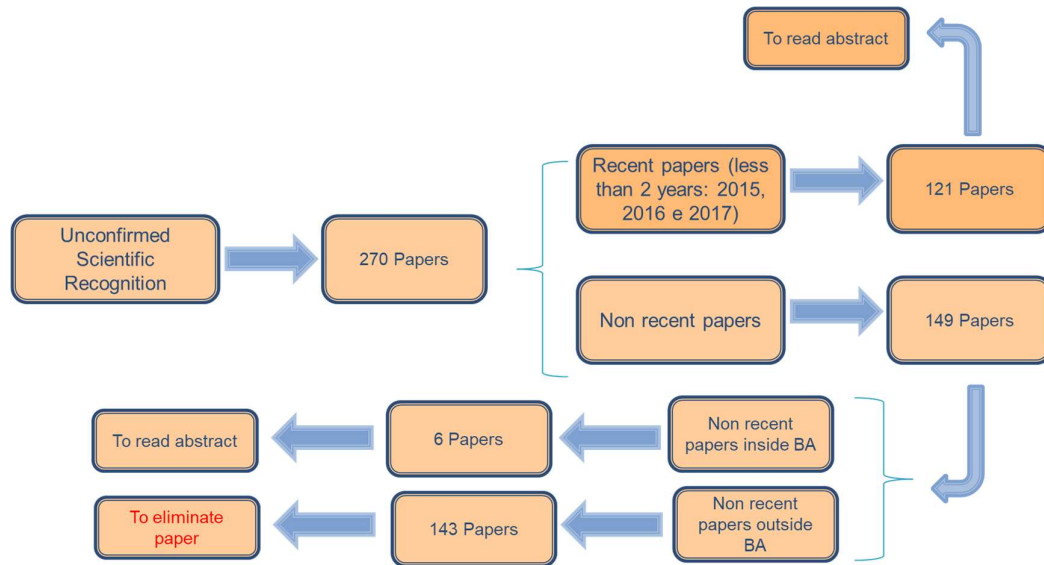 To read abstract
Recent papers (less
than 2 years: 2015,
2016 e 2017)
121 Papers
Unconfirmed
Scientific
Recognition
270 Papers
Non recent papers
149 Papers
To read abstract
6 Papers
Non recent
papers inside BA
To eliminate
paper
143 Papers
Non recent
papers outside
BA